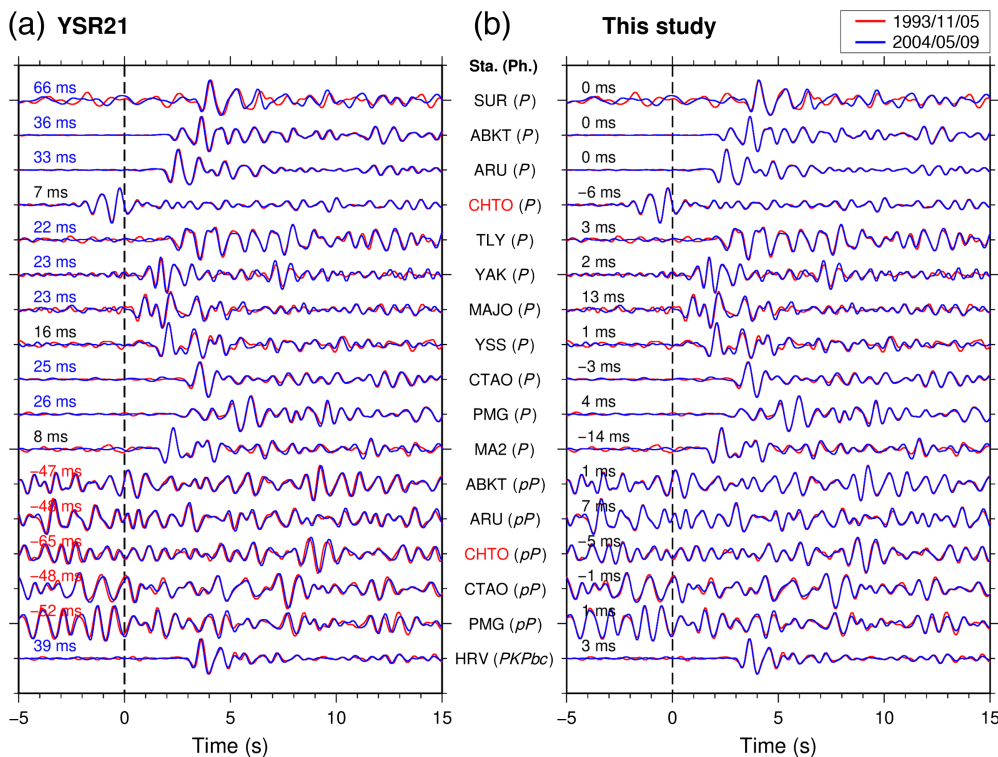 (a) YSR21
(b) This study
1993/11/05
2004/05/09
Sta. (Ph.)
66 ms SUR (P) 0 ms
36 ms ABKT (P) 0 ms
33 ms ARU (P) 0 ms
7 ms CHTO (P) −6 ms
22 ms TLY (P) 3 ms
23 ms YAK (P) 2 ms
23 ms MAJO (P) 13 ms
16 ms YSS (P) 1 ms
25 ms CTAO (P) −3 ms
26 ms PMG (P) 4 ms
8 ms MA2 (P) −14 ms
−47 ms ABKT (pP) 1 ms
−48 ms ARU (pP) 7 ms
−65 ms CHTO (pP) −5 ms
−48 ms CTAO (pP) −1 ms
−52 ms PMG (pP) 1 ms
39 ms HRV (PKPbc) 3 ms
−5 0 5 10 15 −5 0 5 10 15
Time (s) Time (s)